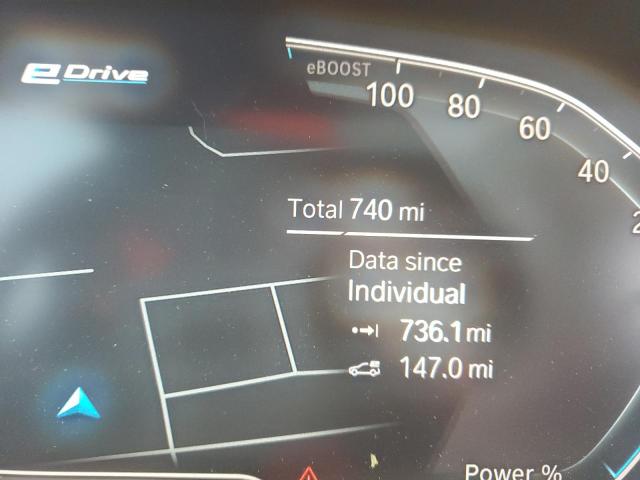 eDrive
eBOOST
100
80
60
40
2
Total 740 mi
Data since
Individual
736.1 mi
147.0 mi
Power %